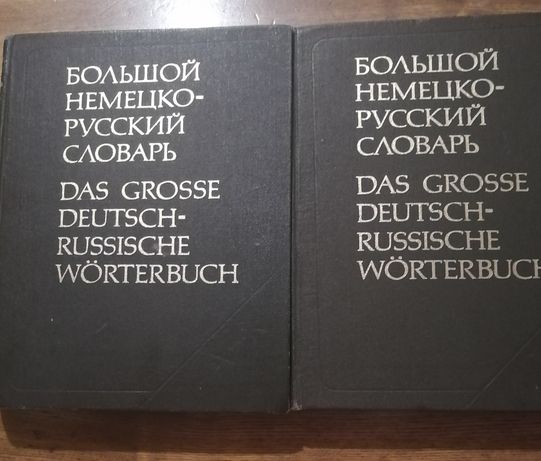 БОЛЬШОЙ
НЕМЕЦКО-
РУССКИЙ
СЛОВАРЬ
DAS GROSSE
DEUTSCH-
RUSSISCHE
WÖRTERBUCH
БОЛЬШОЙ
НЕМЕЦКО-
РУССКИЙ
СЛОВАРЬ
DAS GROSSE
DEUTSCH-
RUSSISCHE
WÖRTERBUCH